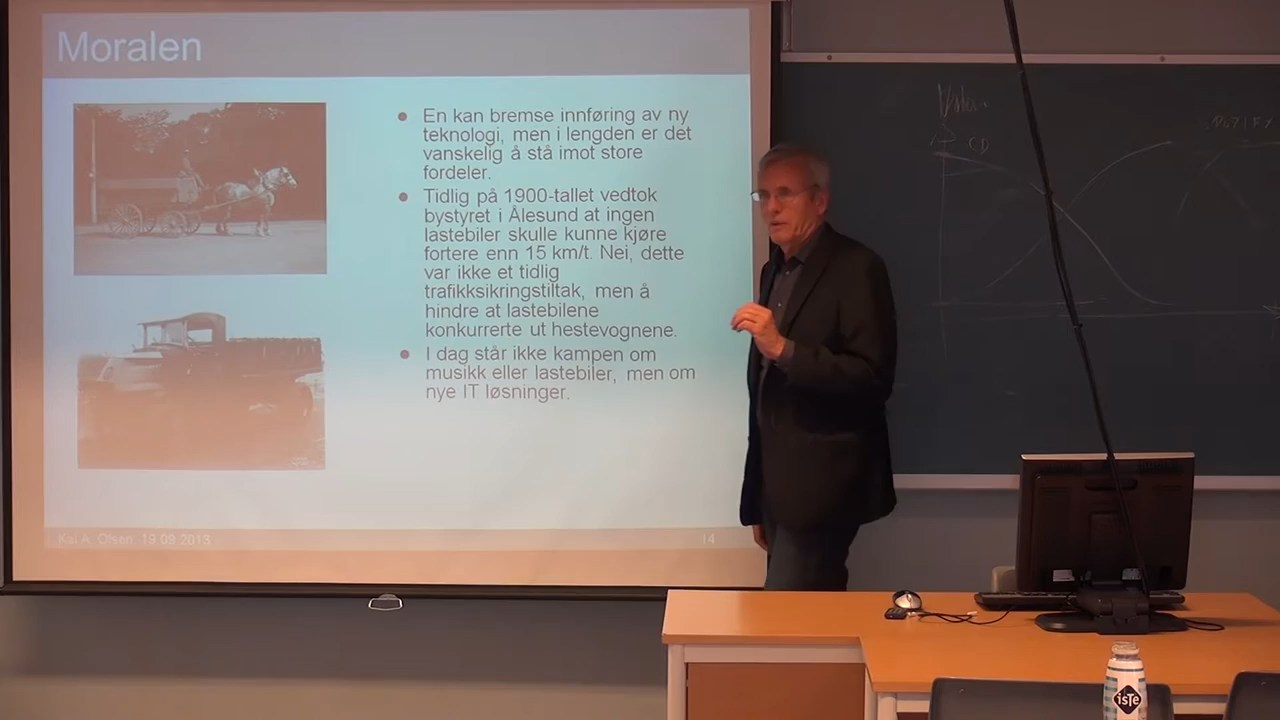 Moralen
En kan bremse innføring av ny
teknologi, men i lengden er det
vanskelig å stå imot store
fordeler.
Tidlig på 1900-tallet vedtok
bystyret i Ålesund at ingen
lastebiler skulle kunne kjøre
fortere enn 15 km/t. Nei, dette
var ikke et tidlig
trafikksikringstiltak, men å
hindre at lastebilene
konkurrerte ut hestevognene.
I dag står ikke kampen om
musikk eller lastebiler, men om
nye IT løsninger.
Kai A. Olsen 19.09.2013
14
CD
isTe